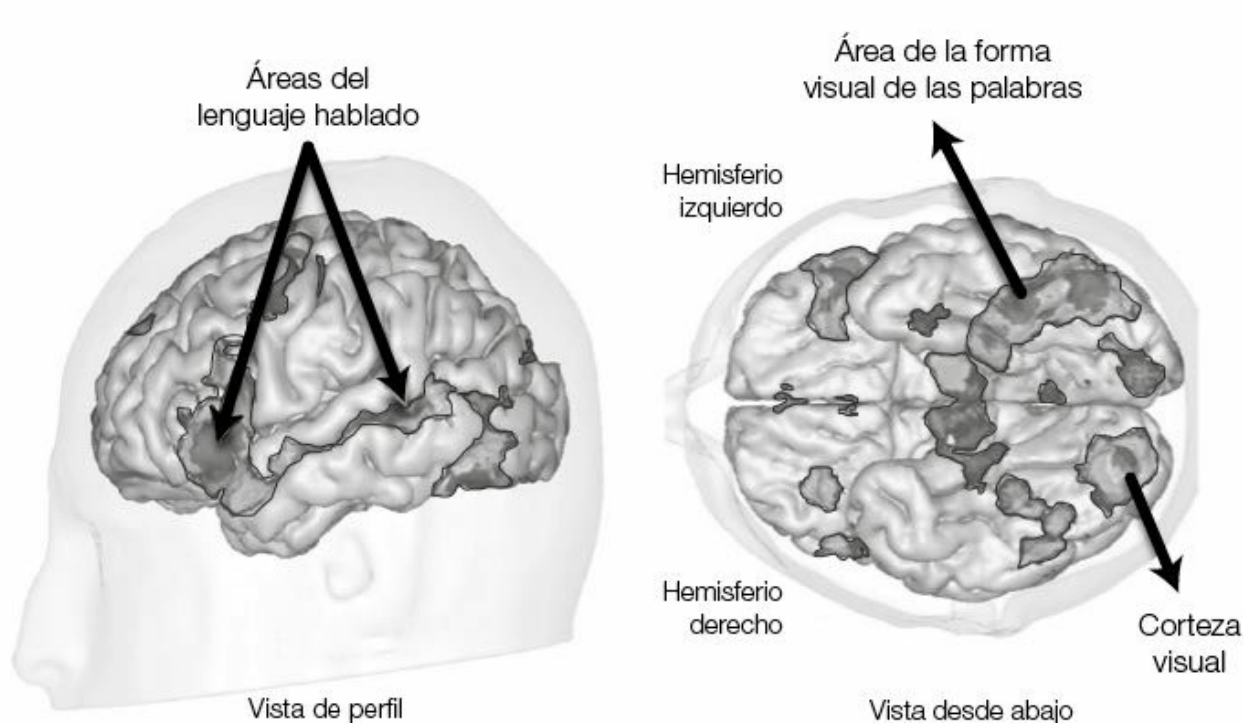 Áreas del
lenguaje hablado
Vista de perfil
Área de la forma
visual de las palabras
Hemisferio
izquierdo
Hemisferio
derecho
Corteza
visual
Vista desde abajo